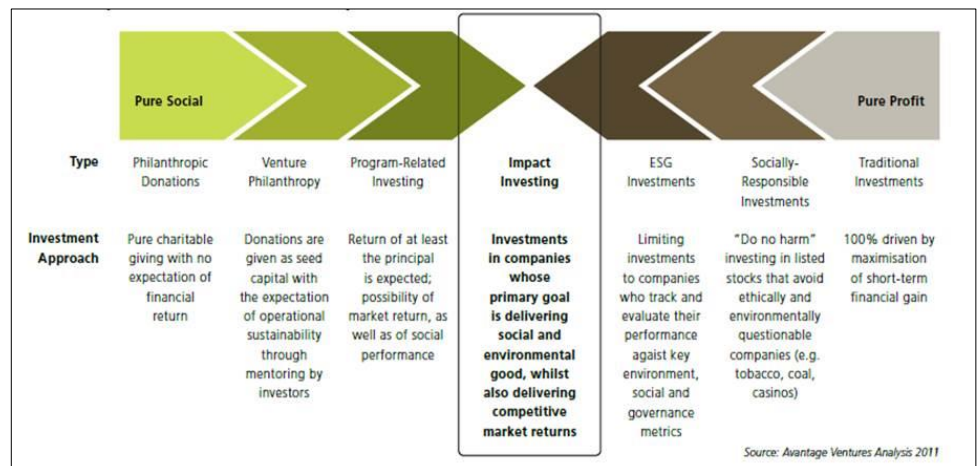 Pure Social
Pure Profit
Type
Philanthropic
Donations
Venture
Philanthropy
Program-Related
Investing
Impact
Investing
ESG
Investments
Socially-
Responsible
Investments
Traditional
Investments
Investment
Approach
Pure charitable
giving with no
expectation of
financial
return
Donations are
given as seed
capital with
the expectation
of operational
sustainability
through
mentoring by
investors
Return of at least
the principal
is expected;
possibility of
market return, as
well as of social
performance
Investments
in companies
whose
primary goal
is delivering
social and
environmental
good, whilst
also delivering
competitive
market returns
Limiting
investments
to companies
who track and
evaluate their
performance
agaist key
environment,
social and
governance
metrics
"Do no harm"
investing in listed
stocks that avoid
ethically and
environmentally
questionable
companies (e.g.
tobacco, coal,
casinos)
100% driven by
maximisation
of short-term
financial gain
Source: Avantage Ventures Analysis 2011